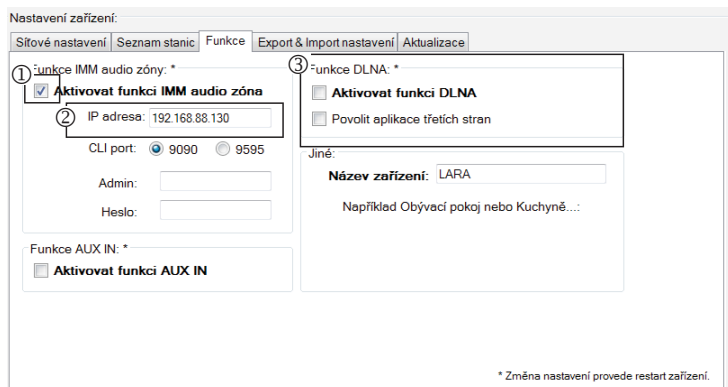 Nastavení zařízení:
Síťové nastavení Seznam stanic Funkce Export & Import nastavení Aktualizace
① Funkce IMM audio zóny: *
Aktivovat funkci IMM audio zóna
② IP adresa: 192.168.88.130
CLI port: 9090 9595
Admin:
Heslo:
Funkce AUX IN: *
Aktivovat funkci AUX IN
③ Funkce DLNA: *
Aktivovat funkci DLNA
Povolit aplikace třetích stran
Jiné:
Název zařízení: LARA
Například Obývací pokoj nebo Kuchyně...:
* Změna nastavení provede restart zařízení.